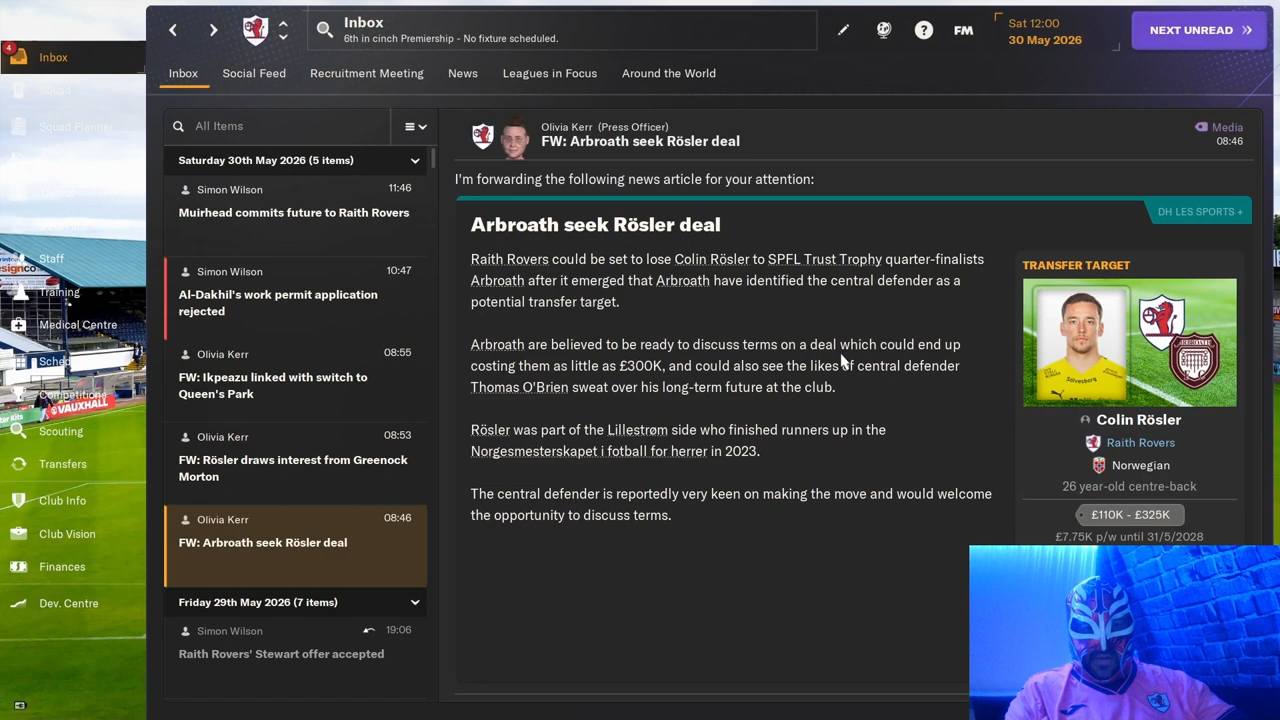 Inbox
6th in cinch Premiership - No fixture scheduled.
?
FM
Sat 12:00
30 May 2026
NEXT UNREAD
4
Inbox
Squad
Squad Planner
Staff
Training
Medical Centre
Sched
Competitions
Scouting
Transfers
Club Info
Club Vision
Finances
Dev. Centre
VAUXHALL
Inbox
Social Feed
Recruitment Meeting
News
Leagues in Focus
Around the World
All Items
Saturday 30th May 2026 (5 items)
Simon Wilson
11:46
Muirhead commits future to Raith Rovers
Simon Wilson
10:47
Al-Dakhil's work permit application
rejected
Olivia Kerr
08:55
FW: Ikpeazu linked with switch to
Queen's Park
Olivia Kerr
08:53
FW: Rösler draws interest from Greenock
Morton
Olivia Kerr
08:46
FW: Arbroath seek Rösler deal
Friday 29th May 2026 (7 items)
Simon Wilson
19:06
Raith Rovers' Stewart offer accepted
Olivia Kerr (Press Officer)
FW: Arbroath seek Rösler deal
Media
08:46
I'm forwarding the following news article for your attention:
DH LES SPORTS +
Arbroath seek Rösler deal
Raith Rovers could be set to lose Colin Rösler to SPFL Trust Trophy quarter-finalists
Arbroath after it emerged that Arbroath have identified the central defender as a
potential transfer target.
Arbroath are believed to be ready to discuss terms on a deal which could end up
costing them as little as £300K, and could also see the likes of central defender
Thomas O'Brien sweat over his long-term future at the club.
Rösler was part of the Lillestrøm side who finished runners up in the
Norgesmesterskapet i fotball for herrer in 2023.
The central defender is reportedly very keen on making the move and would welcome
the opportunity to discuss terms.
TRANSFER TARGET
Colin Rösler
Raith Rovers
Norwegian
26 year-old centre-back
£110K - £325K
£7.75K p/w until 31/5/2028